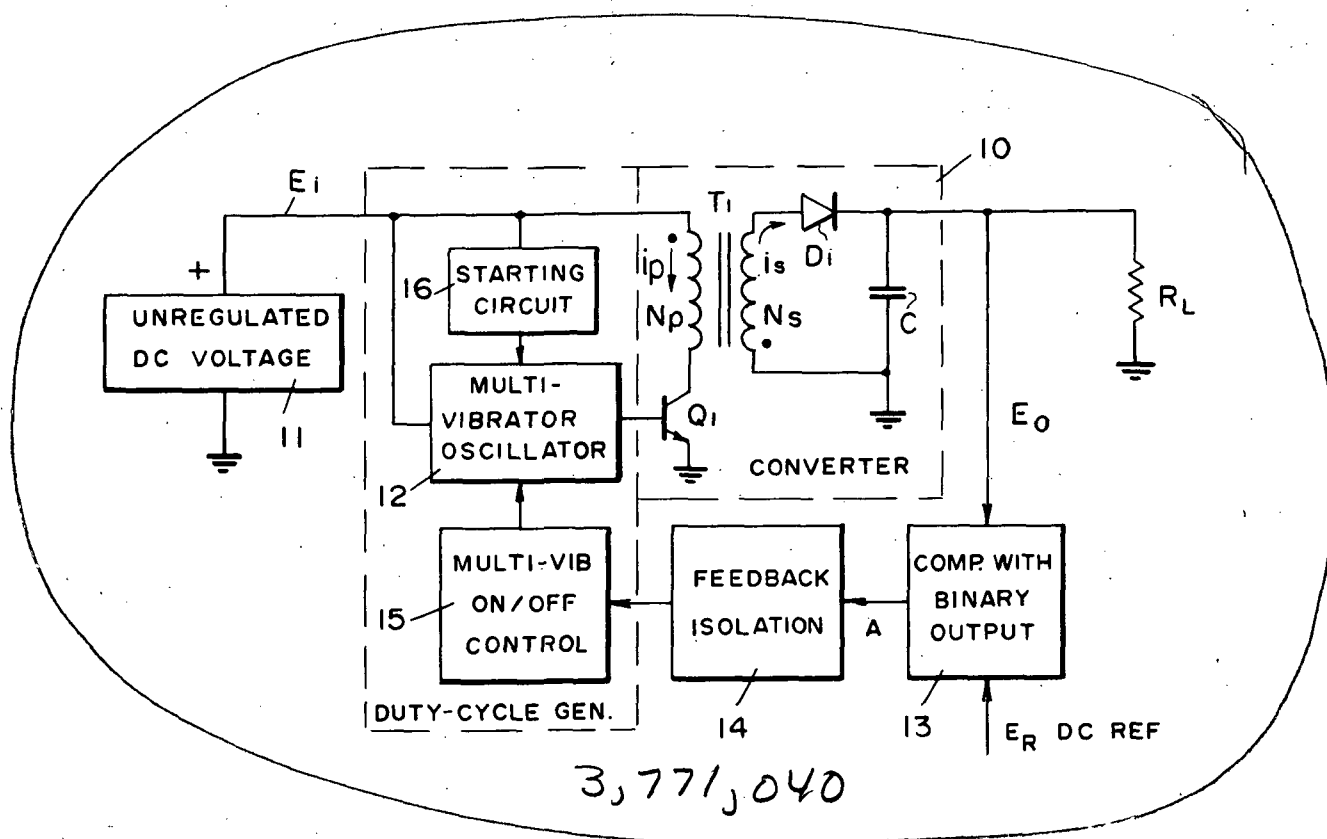 10
Ei
T1
+
16
STARTING
CIRCUIT
ip
Np
is
Ns
Di
C
RL
UNREGULATED
DC VOLTAGE
11
MULTI-
VIBRATOR
OSCILLATOR
12
Q1
CONVERTER
EO
MULTI-VIB
ON/OFF
CONTROL
15
FEEDBACK
ISOLATION
14
A
COMP. WITH
BINARY
OUTPUT
13
DUTY-CYCLE GEN.
ER DC REF
3,771,040